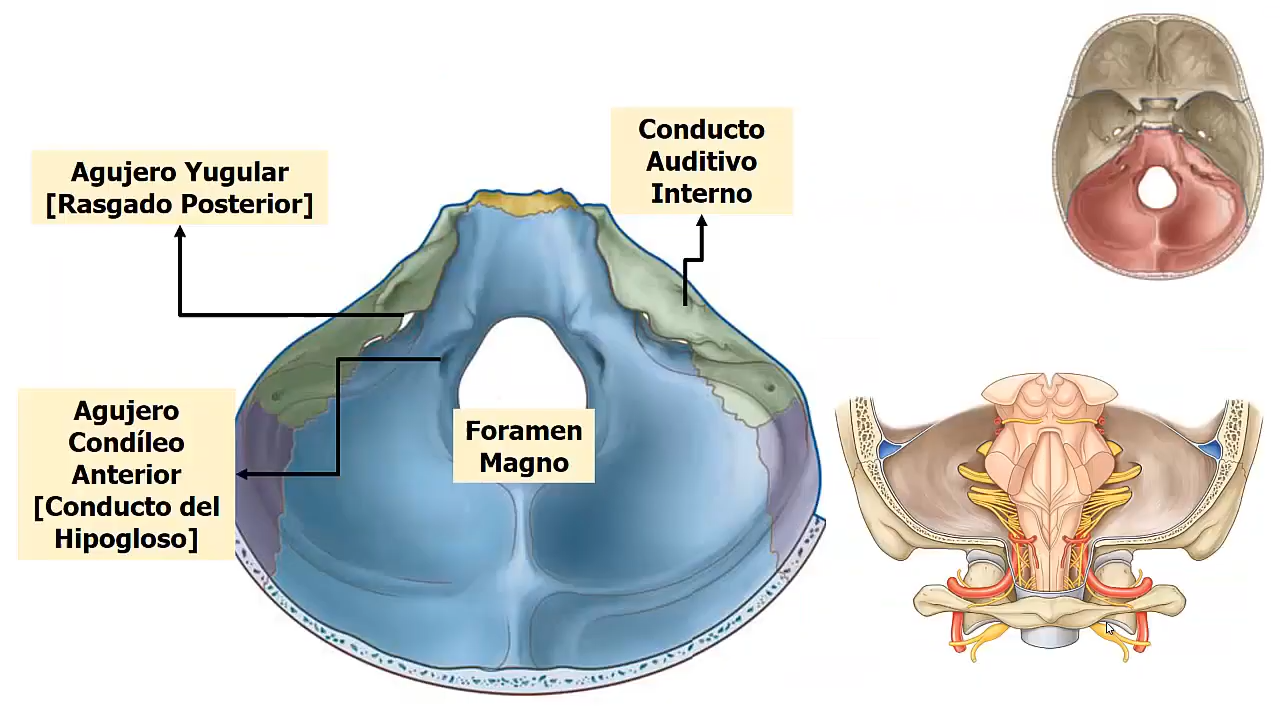 Conducto
Auditivo
Interno
Agujero Yugular
[Rasgado Posterior]
Agujero
Condíleo
Anterior
[Conducto del
Hipogloso]
Foramen
Magno